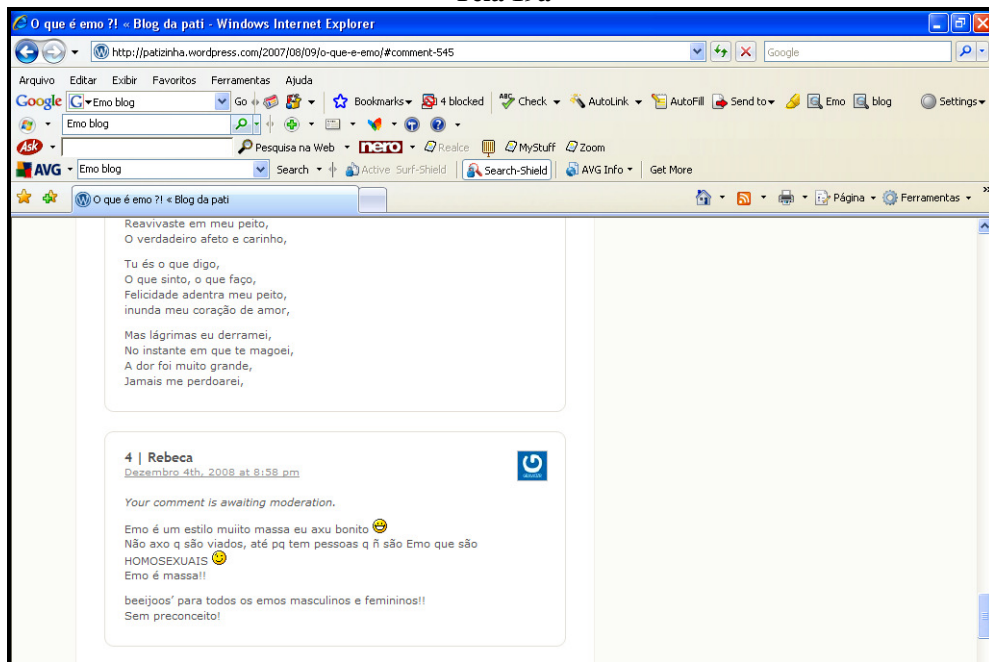 O que é emo ?! « Blog da pati - Windows Internet Explorer
http://patizinha.wordpress.com/2007/08/09/o-que-e-emo/#comment-545
Google
Arquivo Editar Exibir Favoritos Ferramentas Ajuda
Google G Emo blog Go Bookmarks 4 blocked ABC Check AutoLink AutoFill Send to Emo blog Settings
Emo blog
Ask Pesquisa na Web nero Realce MyStuff Zoom
AVG Emo blog Search Active Surf-Shield Search-Shield AVG Info Get More
O que é emo ?! « Blog da pati Página Ferramentas »
Reavivaste em meu peito,
O verdadeiro afeto e carinho,
Tu és o que digo,
O que sinto, o que faço,
Felicidade adentra meu peito,
inunda meu coração de amor,
Mas lágrimas eu derramei,
No instante em que te magoei,
A dor foi muito grande,
Jamais me perdoarei,
4 | Rebeca
Dezembro 4th, 2008 at 8:58 pm
Your comment is awaiting moderation.
Emo é um estilo muiito massa eu axu bonito
Não axo q são viados, até pq tem pessoas q ñ são Emo que são
HOMOSEXUAIS
Emo é massa!!
beeijoos’ para todos os emos masculinos e femininos!!
Sem preconceito!